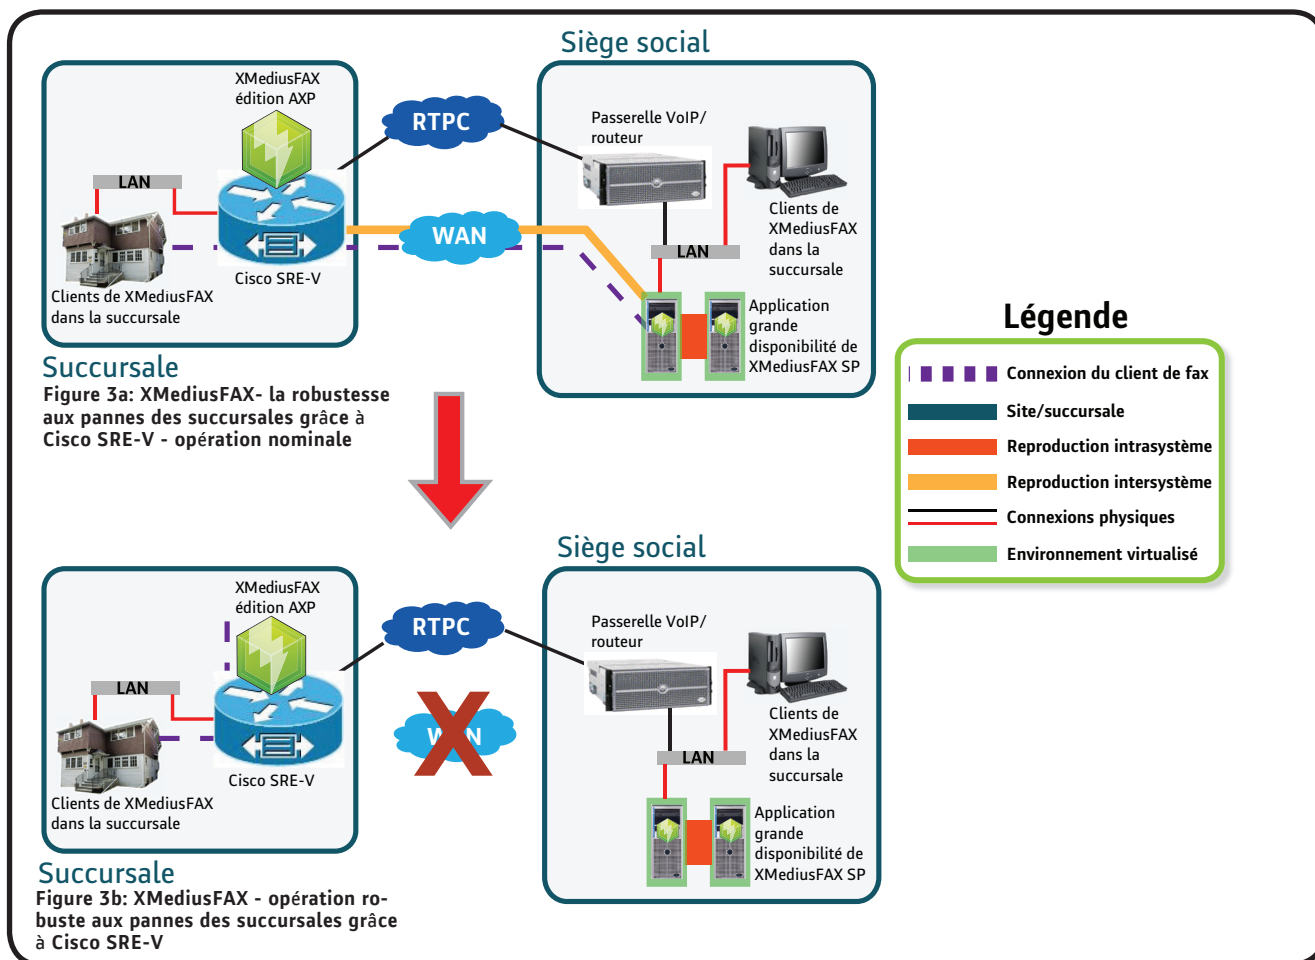 Siège social
XMediusFAX
édition AXP
RTPC
Passerelle VoIP/
routeur
LAN
WAN
Clients de
XMediusFAX
dans la
succursale
LAN
Cisco SRE-V
Clients de XMediusFAX
dans la succursale
Application
grande
disponibilité de
XMediusFAX SP
Succursale
Figure 3a: XMediusFAX- la robustesse
aux pannes des succursales grâce à
Cisco SRE-V - opération nominale
Légende
Connexion du client de fax
Site/succursale
Reproduction intrasystème
Reproduction intersystème
Connexions physiques
Environnement virtualisé
Siège social
XMediusFAX
édition AXP
RTPC
Passerelle VoIP/
routeur
LAN
WAN
Clients de
XMediusFAX
dans la
succursale
LAN
Cisco SRE-V
Clients de XMediusFAX
dans la succursale
Application
grande
disponibilité de
XMediusFAX SP
Succursale
Figure 3b: XMediusFAX - opération ro-
buste aux pannes des succursales grâce
à Cisco SRE-V